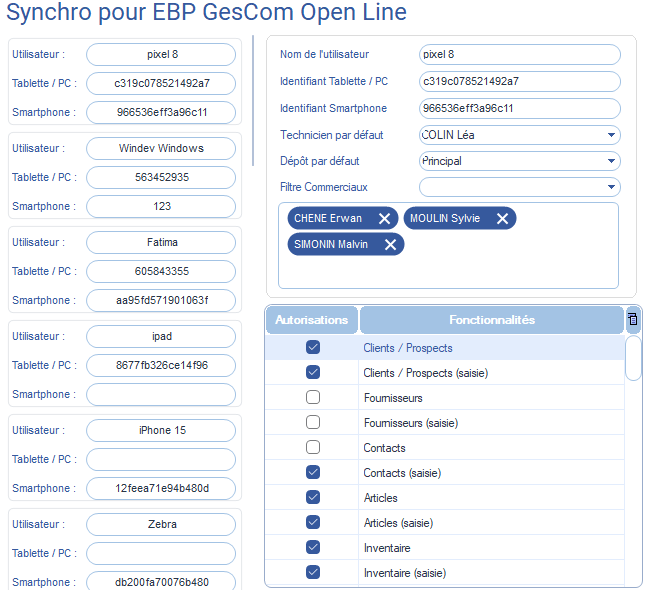 Synchro pour EBP GesCom Open Line
Utilisateur : pixel 8
Tablette / PC : c319c078521492a7
Smartphone : 966536eff3a96c11
Utilisateur : Windev Windows
Tablette / PC : 563452935
Smartphone : 123
Utilisateur : Fatima
Tablette / PC : 605843355
Smartphone : aa95fd571901063f
Utilisateur : ipad
Tablette / PC : 8677fb326ce14f96
Smartphone :
Utilisateur : iPhone 15
Tablette / PC :
Smartphone : 12feea71e94b480d
Utilisateur : Zebra
Tablette / PC :
Smartphone : db200fa70076b480
Nom de l'utilisateur pixel 8
Identifiant Tablette / PC c319c078521492a7
Identifiant Smartphone 966536eff3a96c11
Technicien par défaut COLIN Léa
Dépôt par défaut Principal
Filtre Commerciaux
CHENE Erwan MOULIN Sylvie
SIMONIN Malvin
Autorisations Fonctionnalités
Clients / Prospects
Clients / Prospects (saisie)
Fournisseurs
Fournisseurs (saisie)
Contacts
Contacts (saisie)
Articles
Articles (saisie)
Inventaire
Inventaire (saisie)